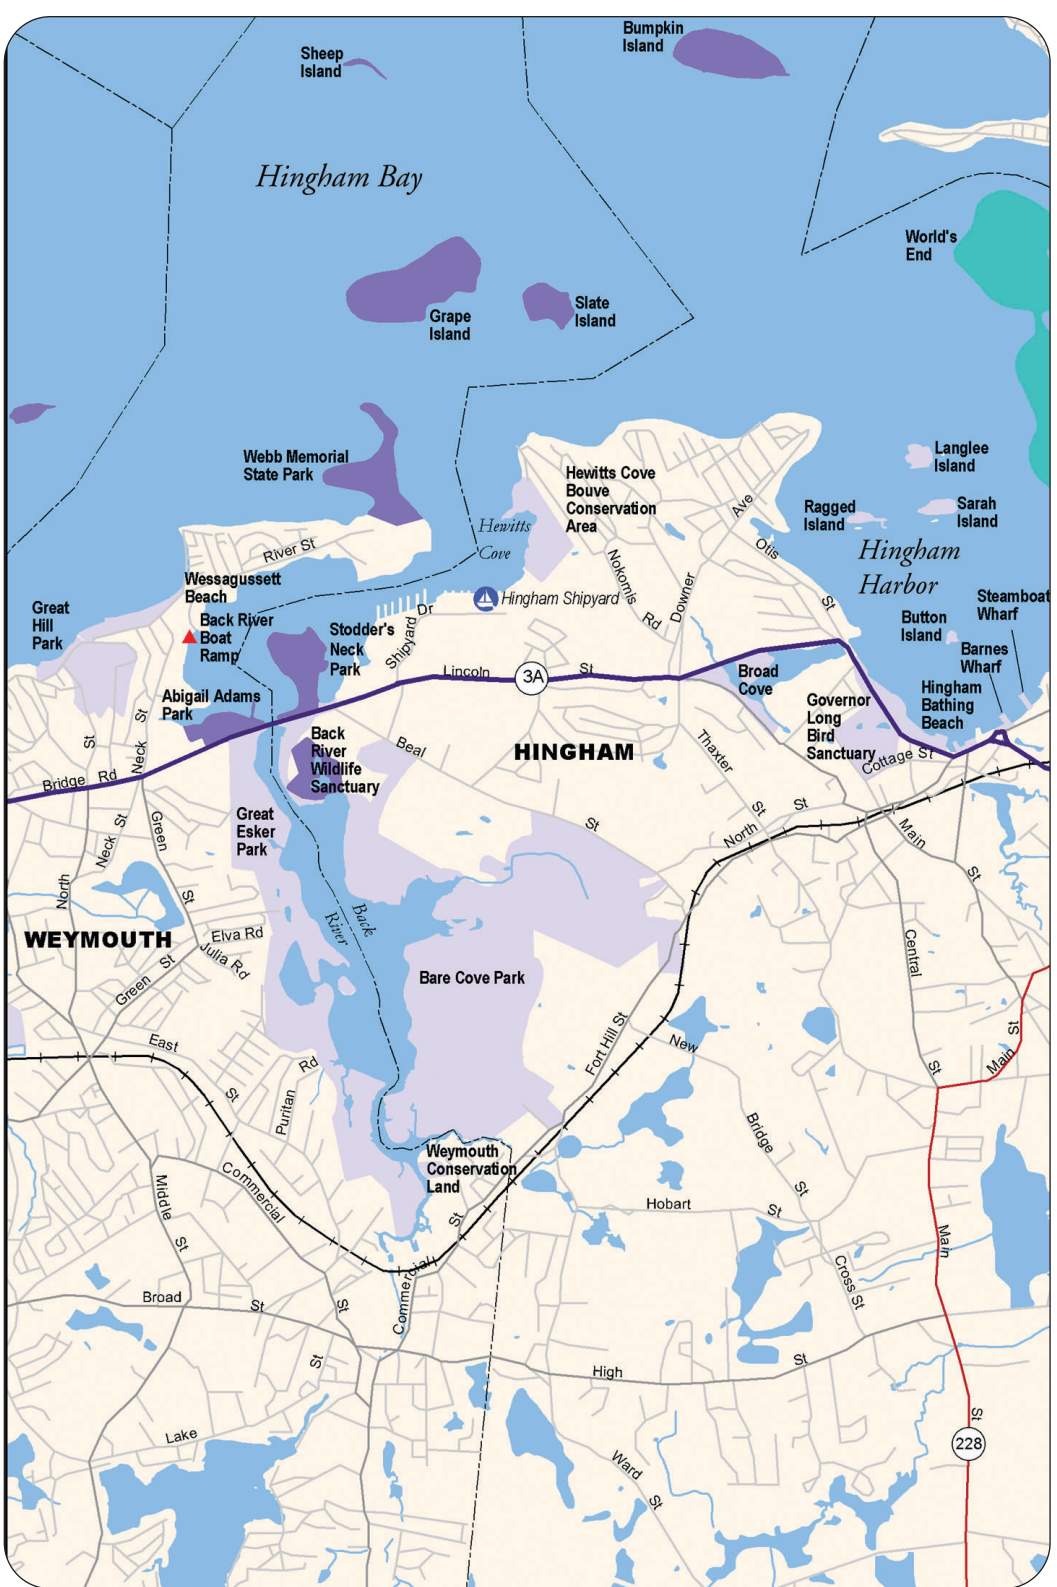 Bumpkin
Island
Sheep
Island
Hingham Bay
World's
End
Slate
Island
Grape
Island
Webb Memorial
State Park
Hewitts Cove
Bouve
Conservation
Area
Langlee
Island
Ragged
Island
Sarah
Island
Hewitts
Cove
Ave
Otis
St
River St
Hingham
Harbor
Wessagussett
Beach
Nokomis
Rd
Downer
Hingham Shipyard
Steamboat
Wharf
Great
Hill
Park
Back River
Boat
Ramp
Shipyard Dr
Stodder's
Neck
Park
Button
Island
Barnes
Wharf
Lincoln
3A
St
Broad
Cove
Abigail Adams
Park
Governor
Long
Bird
Sanctuary
Hingham
Bathing
Beach
St
Neck St
Back
River
Wildlife
Sanctuary
Beal
St
HINGHAM
Thaxter
St
Cottage St
Bridge Rd
Great
Esker
Park
Neck St
Green
St
North
St
Main
St
North
WEYMOUTH
Elva Rd
Julia Rd
Green St
Back
River
Bare Cove Park
Central
St
Fort Hill St
New
Bridge
St
St
Main
East
St
Rd
Puritan
Weymouth
Conservation
Land
Commercial
St
Middle
St
Hobart
St
St
Commercial
Main
Cross St
Broad
St
High
St
St
Lake
St
228
Ward
St